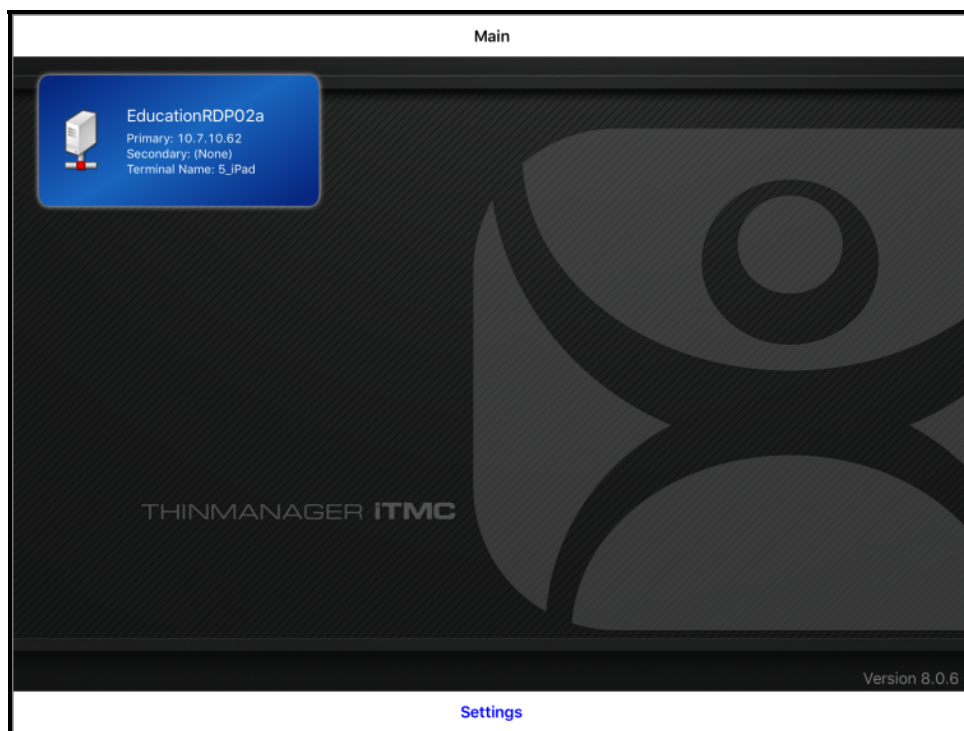 Main
EducationRDP02a
Primary: 10.7.10.62
Secondary: (None)
Terminal Name: 5_iPad
THINMANAGER iTMC
Version 8.0.6
Settings